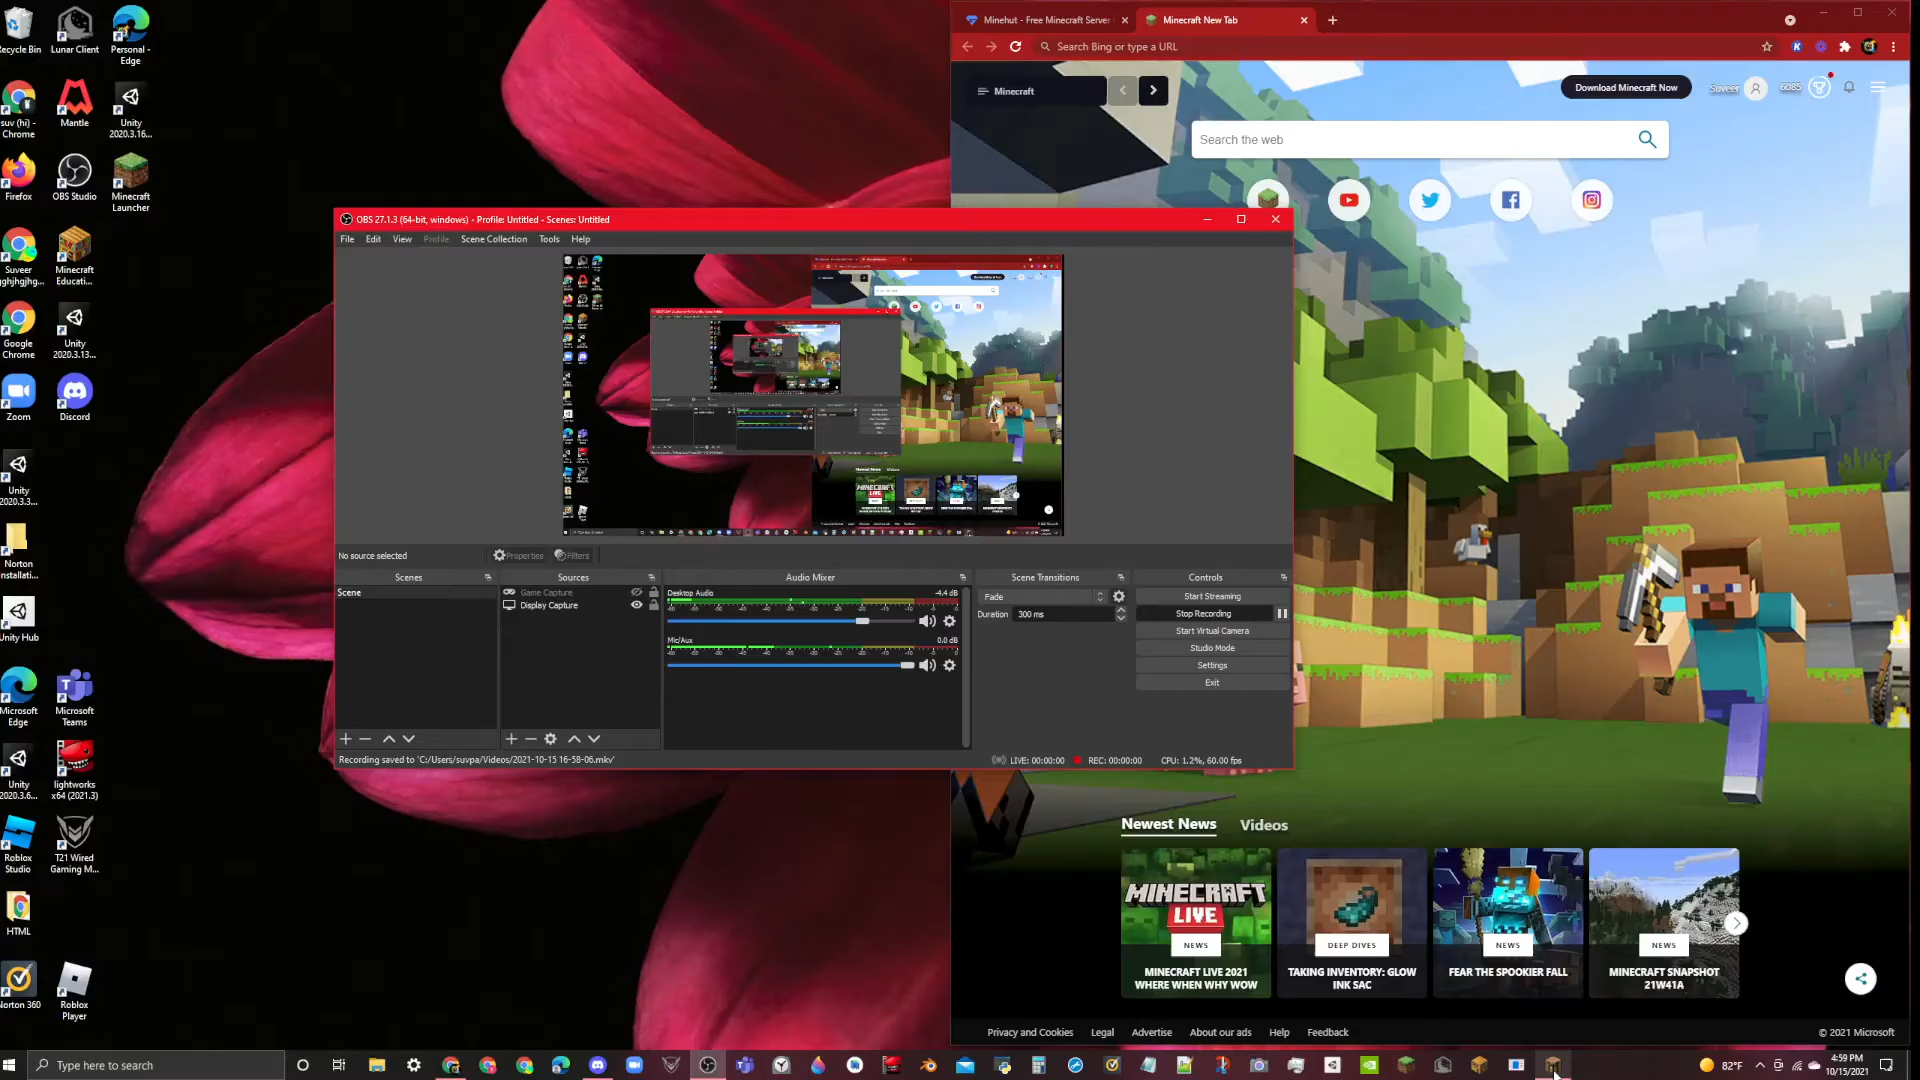 Recycle Bin
Lunar Client
Personal - Edge
suv (hi) - Chrome
Mantle
Unity 2020.3.16...
Firefox
OBS Studio
Minecraft Launcher
Suveer gghjhgjhg...
Minecraft Educati...
Google Chrome
Unity 2020.3.13...
Zoom
Discord
Unity 2020.3.3...
Norton Installati...
Unity Hub
Microsoft Edge
Microsoft Teams
Unity 2020.3.6...
lightworks x64 (2021.3)
Roblox Studio
T21 Wired Gaming M...
HTML
Norton 360
Roblox Player
Minehut - Free Minecraft Server
Minecraft New Tab
Search Bing or type a URL
Minecraft
Download Minecraft Now
Suveer
6085
Search the web
OBS 27.1.3 (64-bit, windows) - Profile: Untitled - Scenes: Untitled
File Edit View Profile Scene Collection Tools Help
No source selected
Properties
Filters
Scenes
Sources
Audio Mixer
Scene Transitions
Controls
Scene
Game Capture
Display Capture
Desktop Audio
-4.4 dB
Mic/Aux
0.0 dB
Fade
Duration 300 ms
Start Streaming
Stop Recording
Start Virtual Camera
Studio Mode
Settings
Exit
Recording saved to 'C:/Users/suvpa/Videos/2021-10-15 16-58-06.mkv'
LIVE: 00:00:00
REC: 00:00:00
CPU: 1.2%, 60.00 fps
Newest News
Videos
MINECRAFT LIVE
NEWS
MINECRAFT LIVE 2021 WHERE WHEN WHY WOW
DEEP DIVES
TAKING INVENTORY: GLOW INK SAC
NEWS
FEAR THE SPOOKIER FALL
NEWS
MINECRAFT SNAPSHOT 21W41A
Privacy and Cookies
Legal
Advertise
About our ads
Help
Feedback
© 2021 Microsoft
Type here to search
82°F
4:59 PM
10/15/2021